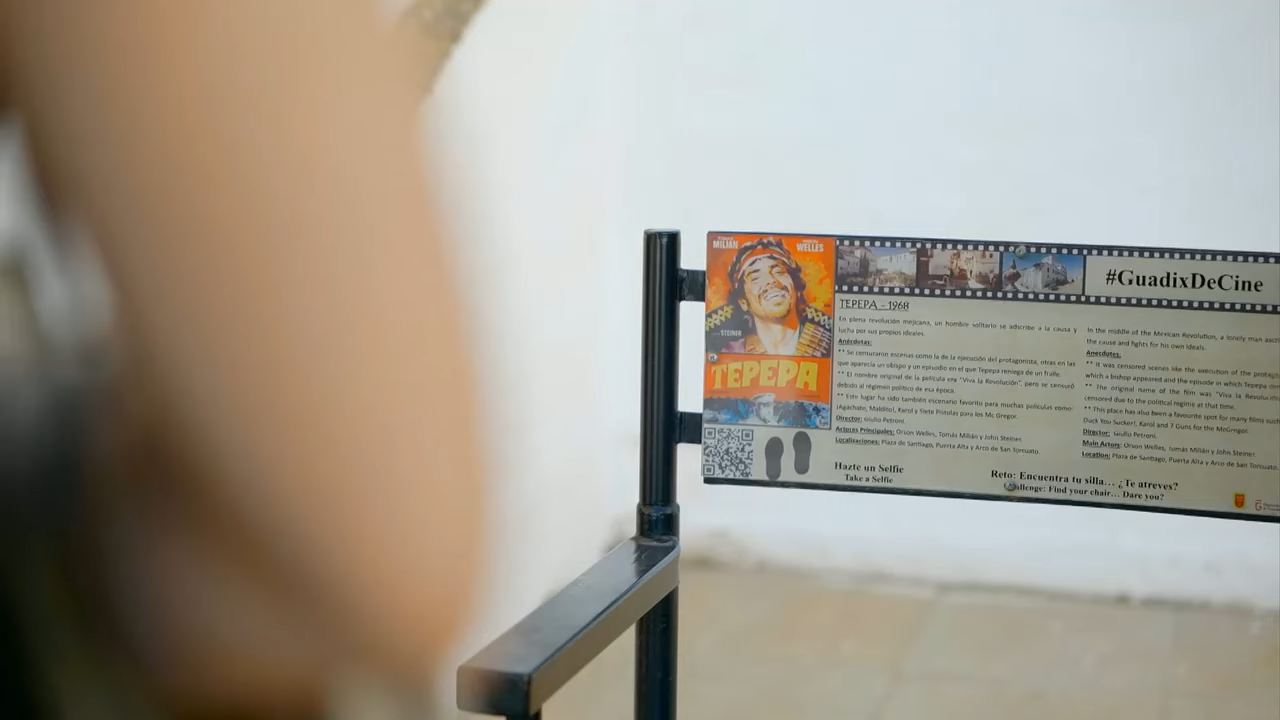 MILIAN
WELLES
STEINER
TEPEPA
#GuadixDeCine
TEPEPA - 1968
En plena revolución mejicana, un hombre solitario se adscribe a la causa y
lucha por sus propios ideales.
Anécdotas:
** Se censuraron escenas como la de la ejecución del protagonista, otras en las
que aparecía un obispo y un episodio en el que Tepepa reniega de un fraile.
** El nombre original de la película era "Viva la Revolución", pero se censuró
debido al régimen político de esa época.
** Este lugar ha sido también escenario favorito para muchas películas como:
¡Agáchate, Maldito!, Karol y Siete Pistolas para los Mc Gregor.
Director: Giulio Petroni.
Actores Principales: Orson Welles, Tomás Milián y John Steiner.
Localizaciones: Plaza de Santiago, Puerta Alta y Arco de San Torcuato.
In the middle of the Mexican Revolution, a lonely man
the cause and fights for his own ideals.
Anecdotes:
** It was censored scenes like the execution of the
which a bishop appeared and the episode in which Tepepa
** The original name of the film was "Viva la
censored due to the political regime at that time.
** This place has also been a favourite spot for many films
Duck You Sucker!, Karol and 7 Guns for the McGregor.
Director: Giulio Petroni.
Main Actors: Orson Welles, Tomás Milián y John Steiner.
Location: Plaza de Santiago, Puerta Alta y Arco de San Torcuato.
Hazte un Selfie
Take a Selfie
Reto: Encuentra tu silla... ¿Te atreves?
Challenge: Find your chair... Dare you?